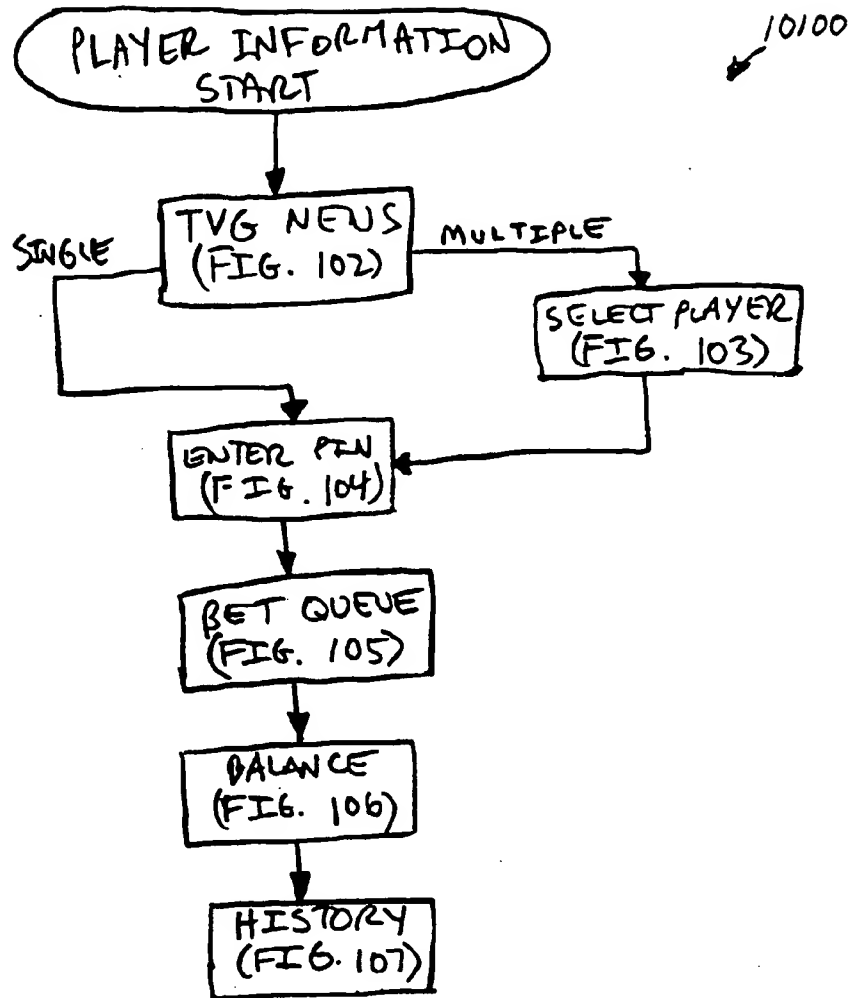 PLAYER INFORMATION
START
10100
TVG NEWS
(FIG. 102)
SINGLE
MULTIPLE
SELECT PLAYER
(FIG. 103)
ENTER PIN
(FIG. 104)
BET QUEUE
(FIG. 105)
BALANCE
(FIG. 106)
HISTORY
(FIG. 107)